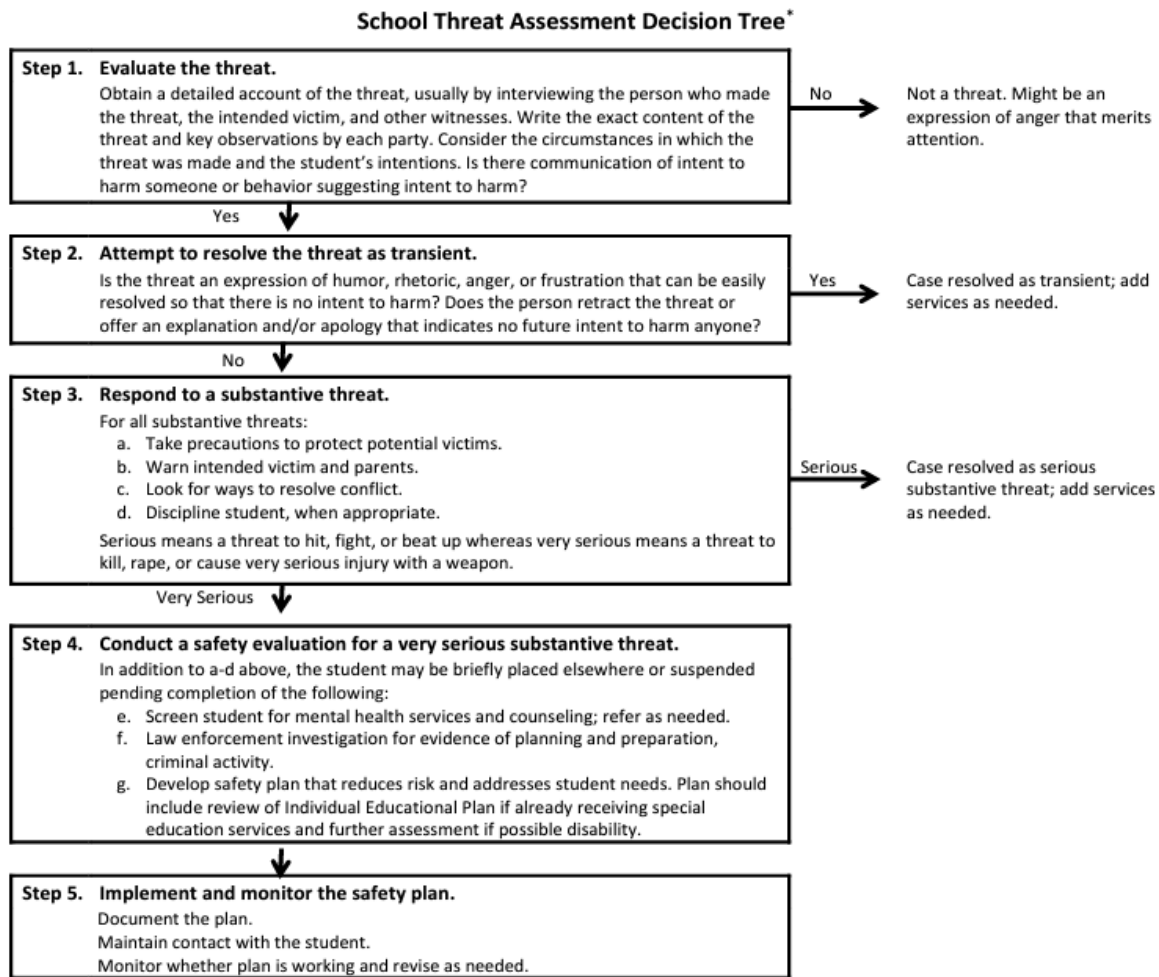 School Threat Assessment Decision Tree*
Step 1. Evaluate the threat.
Obtain a detailed account of the threat, usually by interviewing the person who made
the threat, the intended victim, and other witnesses. Write the exact content of the
threat and key observations by each party. Consider the circumstances in which the
threat was made and the student's intentions. Is there communication of intent to
harm someone or behavior suggesting intent to harm?
No
Not a threat. Might be an
expression of anger that merits
attention.
Yes
Step 2. Attempt to resolve the threat as transient.
Is the threat an expression of humor, rhetoric, anger, or frustration that can be easily
resolved so that there is no intent to harm? Does the person retract the threat or
offer an explanation and/or apology that indicates no future intent to harm anyone?
Yes
Case resolved as transient; add
services as needed.
No
Step 3. Respond to a substantive threat.
For all substantive threats:
a. Take precautions to protect potential victims.
b. Warn intended victim and parents.
c. Look for ways to resolve conflict.
d. Discipline student, when appropriate.
Serious means a threat to hit, fight, or beat up whereas very serious means a threat to
kill, rape, or cause very serious injury with a weapon.
Serious
Case resolved as serious
substantive threat; add services
as needed.
Very Serious
Step 4. Conduct a safety evaluation for a very serious substantive threat.
In addition to a-d above, the student may be briefly placed elsewhere or suspended
pending completion of the following:
e. Screen student for mental health services and counseling; refer as needed.
f. Law enforcement investigation for evidence of planning and preparation,
criminal activity.
g. Develop safety plan that reduces risk and addresses student needs. Plan should
include review of Individual Educational Plan if already receiving special
education services and further assessment if possible disability.
Step 5. Implement and monitor the safety plan.
Document the plan.
Maintain contact with the student.
Monitor whether plan is working and revise as needed.